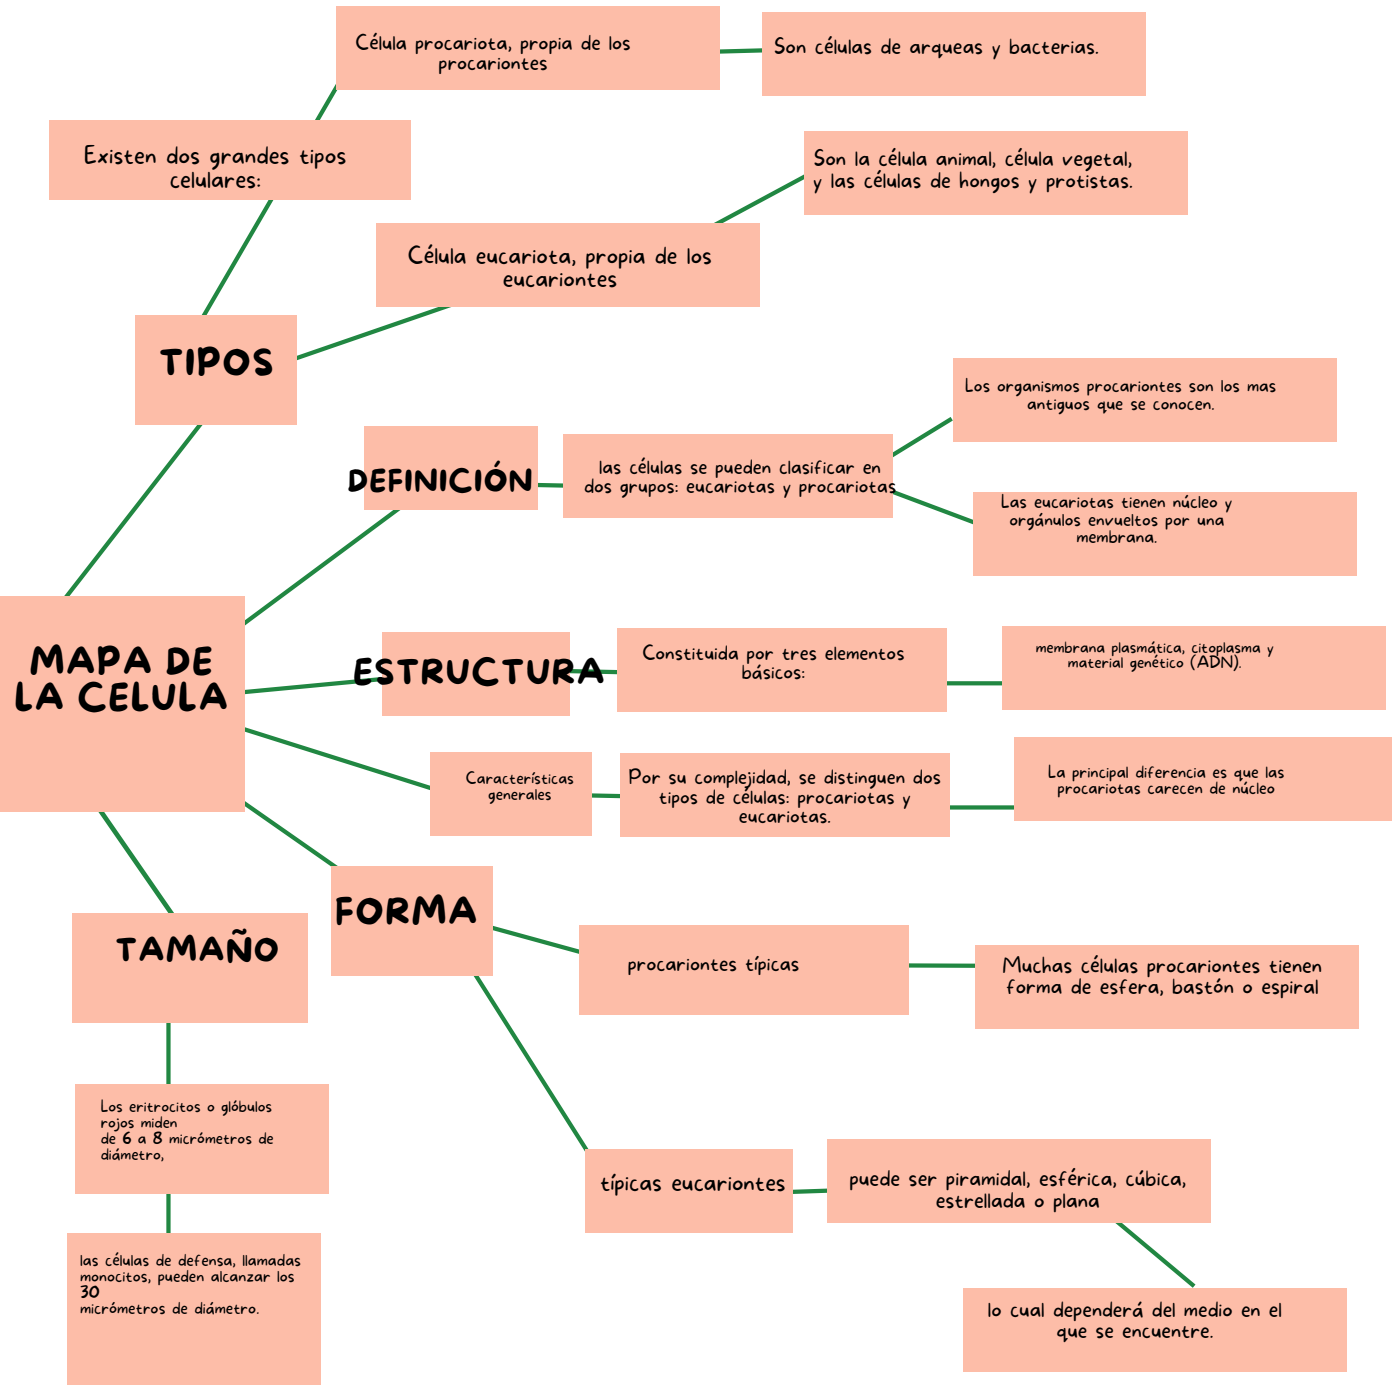 Célula procariota, propia de los
procariontes
Son células de arqueas y bacterias.
Existen dos grandes tipos
celulares:
Son la célula animal, célula vegetal,
y las células de hongos y protistas.
Célula eucariota, propia de los
eucariontes
TIPOS
Los organismos procariontes son los mas
antiguos que se conocen.
DEFINICIÓN
las células se pueden clasificar en
dos grupos: eucariotas y procariotas
Las eucariotas tienen núcleo y
orgánulos envueltos por una
membrana.
MAPA DE
LA CELULA
ESTRUCTURA
Constituida por tres elementos
básicos:
membrana plasmática, citoplasma y
material genético (ADN).
Características
generales
Por su complejidad, se distinguen dos
tipos de células: procariotas y
eucariotas.
La principal diferencia es que las
procariotas carecen de núcleo
FORMA
procariontes típicas
Muchas células procariontes tienen
forma de esfera, bastón o espiral
TAMAÑO
Los eritrocitos o glóbulos
rojos miden
de 6 a 8 micrómetros de
diámetro,
típicas eucariontes
puede ser piramidal, esférica, cúbica,
estrellada o plana
las células de defensa, llamadas
monocitos, pueden alcanzar los
30
micrómetros de diámetro.
lo cual dependerá del medio en el
que se encuentre.